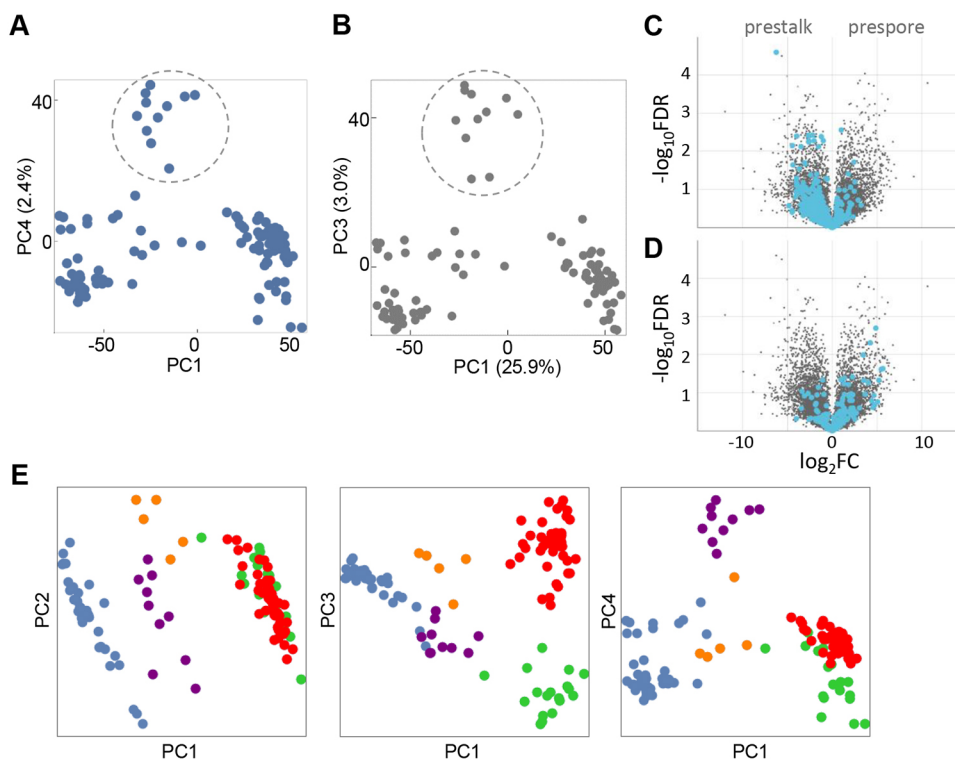 A
40
0
PC4 (2.4%)
-50
0
50
PC1
B
40
0
PC3 (3.0%)
-50
0
50
PC1 (25.9%)
C
prestalk
prespore
4
3
2
1
-log₁₀FDR
D
4
3
2
1
-log₁₀FDR
-10
0
10
log₂FC
E
PC2
PC1
PC3
PC1
PC4
PC1